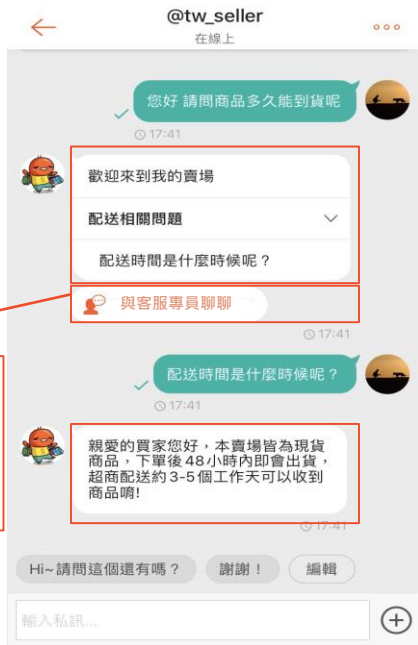 @tw_seller
在線上
您好 請問商品多久能到貨呢
17:41
歡迎來到我的賣場
配送相關問題
配送時間是什麼時候呢？
與客服專員聊聊
17:41
配送時間是什麼時候呢？
17:41
親愛的買家您好，本賣場皆為現貨
商品，下單後48小時內即會出貨，
超商配送約3-5個工作天可以收到
商品唷!
17:41
Hi~請問這個還有嗎？ 謝謝！ 編輯
輸入私訊...